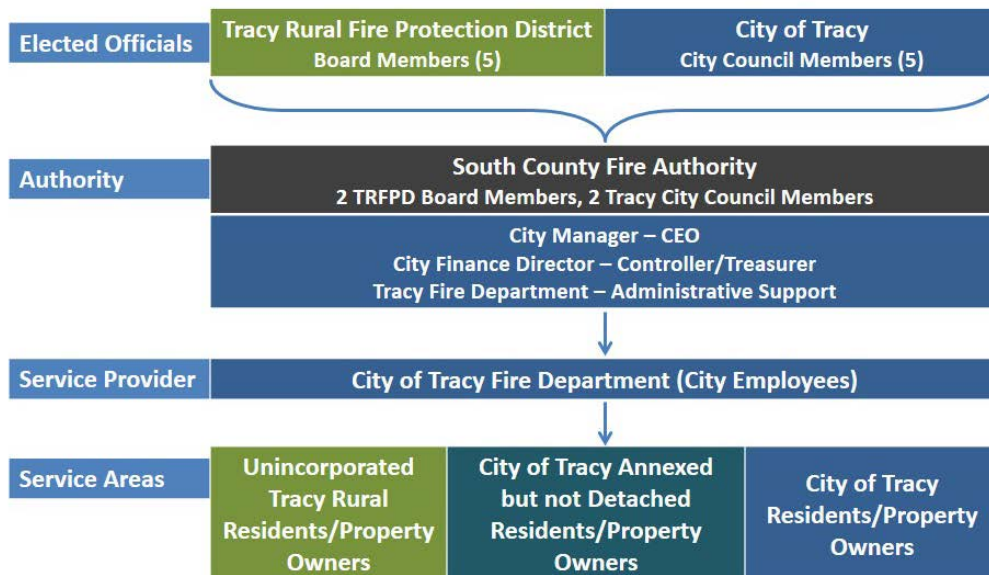 Elected Officials
Tracy Rural Fire Protection District
Board Members (5)
City of Tracy
City Council Members (5)
Authority
South County Fire Authority
2 TRFPD Board Members, 2 Tracy City Council Members
City Manager – CEO
City Finance Director – Controller/Treasurer
Tracy Fire Department – Administrative Support
Service Provider
City of Tracy Fire Department (City Employees)
Service Areas
Unincorporated
Tracy Rural
Residents/Property
Owners
City of Tracy Annexed
but not Detached
Residents/Property
Owners
City of Tracy
Residents/Property
Owners